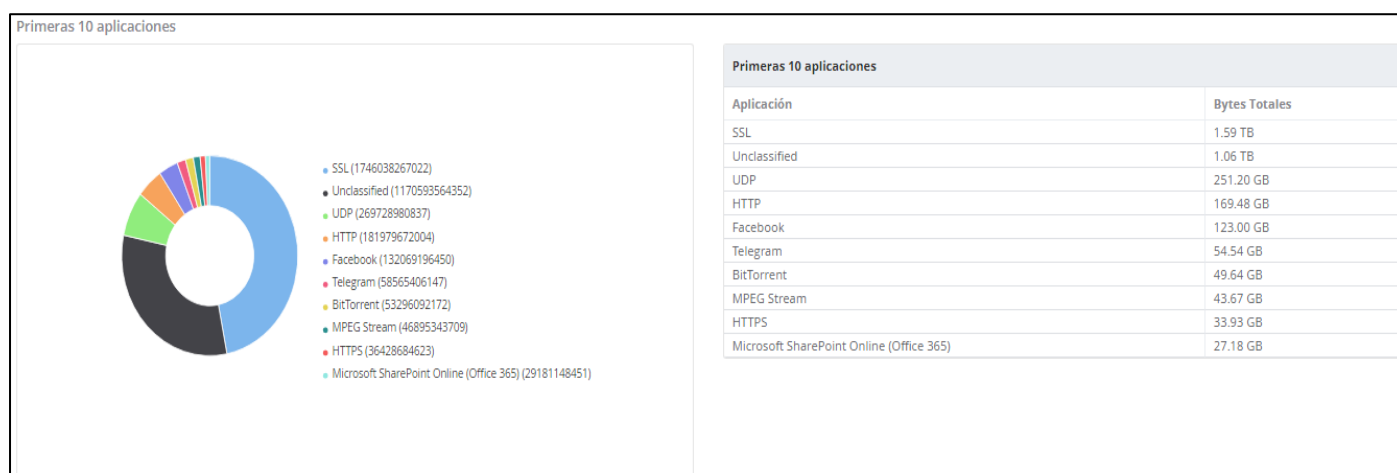 Primeras 10 aplicaciones
SSL (1746038267022)
Unclassified (1170593564352)
UDP (269728980837)
HTTP (181979672004)
Facebook (132069196450)
Telegram (58565406147)
BitTorrent (53296092172)
MPEG Stream (46895343709)
HTTPS (36428684623)
Microsoft SharePoint Online (Office 365) (29181148451)
Primeras 10 aplicaciones
Aplicación Bytes Totales
SSL 1.59 TB
Unclassified 1.06 TB
UDP 251.20 GB
HTTP 169.48 GB
Facebook 123.00 GB
Telegram 54.54 GB
BitTorrent 49.64 GB
MPEG Stream 43.67 GB
HTTPS 33.93 GB
Microsoft SharePoint Online (Office 365) 27.18 GB